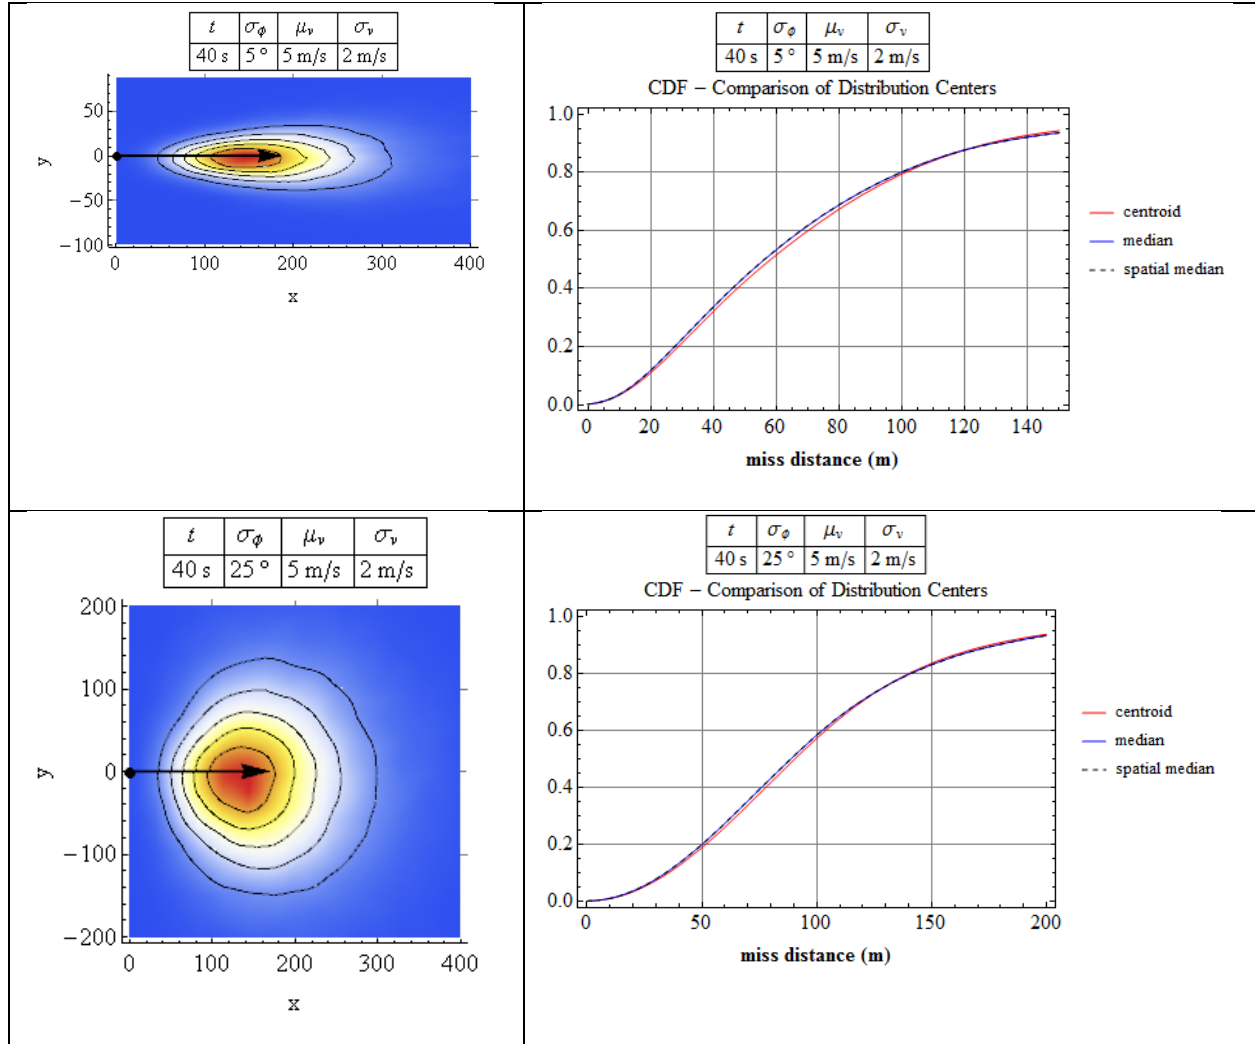 t σϕ μv σv
40 s 5 ° 5 m/s 2 m/s
50
0
−50
−100
0 100 200 300 400
y
x
t σϕ μv σv
40 s 5 ° 5 m/s 2 m/s
CDF − Comparison of Distribution Centers
1.0
0.8
0.6
0.4
0.2
0.0
0 20 40 60 80 100 120 140
miss distance (m)
centroid
median
spatial median
t σϕ μv σv
40 s 25 ° 5 m/s 2 m/s
200
100
0
−100
−200
0 100 200 300 400
y
x
t σϕ μv σv
40 s 25 ° 5 m/s 2 m/s
CDF − Comparison of Distribution Centers
1.0
0.8
0.6
0.4
0.2
0.0
0 50 100 150 200
miss distance (m)
centroid
median
spatial median